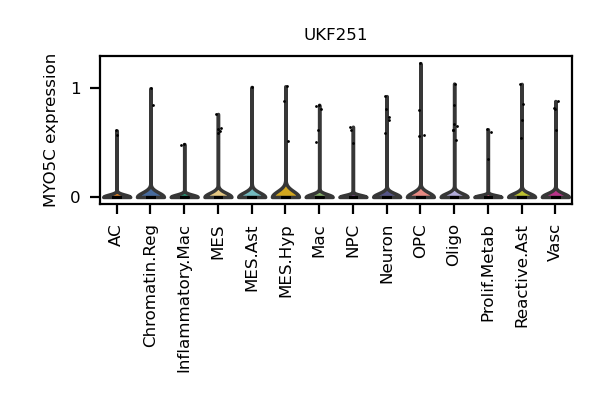 UKF251
MYO5C expression
1
0
AC
Chromatin.Reg
Inflammatory.Mac
MES
MES.Ast
MES.Hyp
Mac
NPC
Neuron
OPC
Oligo
Prolif.Metab
Reactive.Ast
Vasc